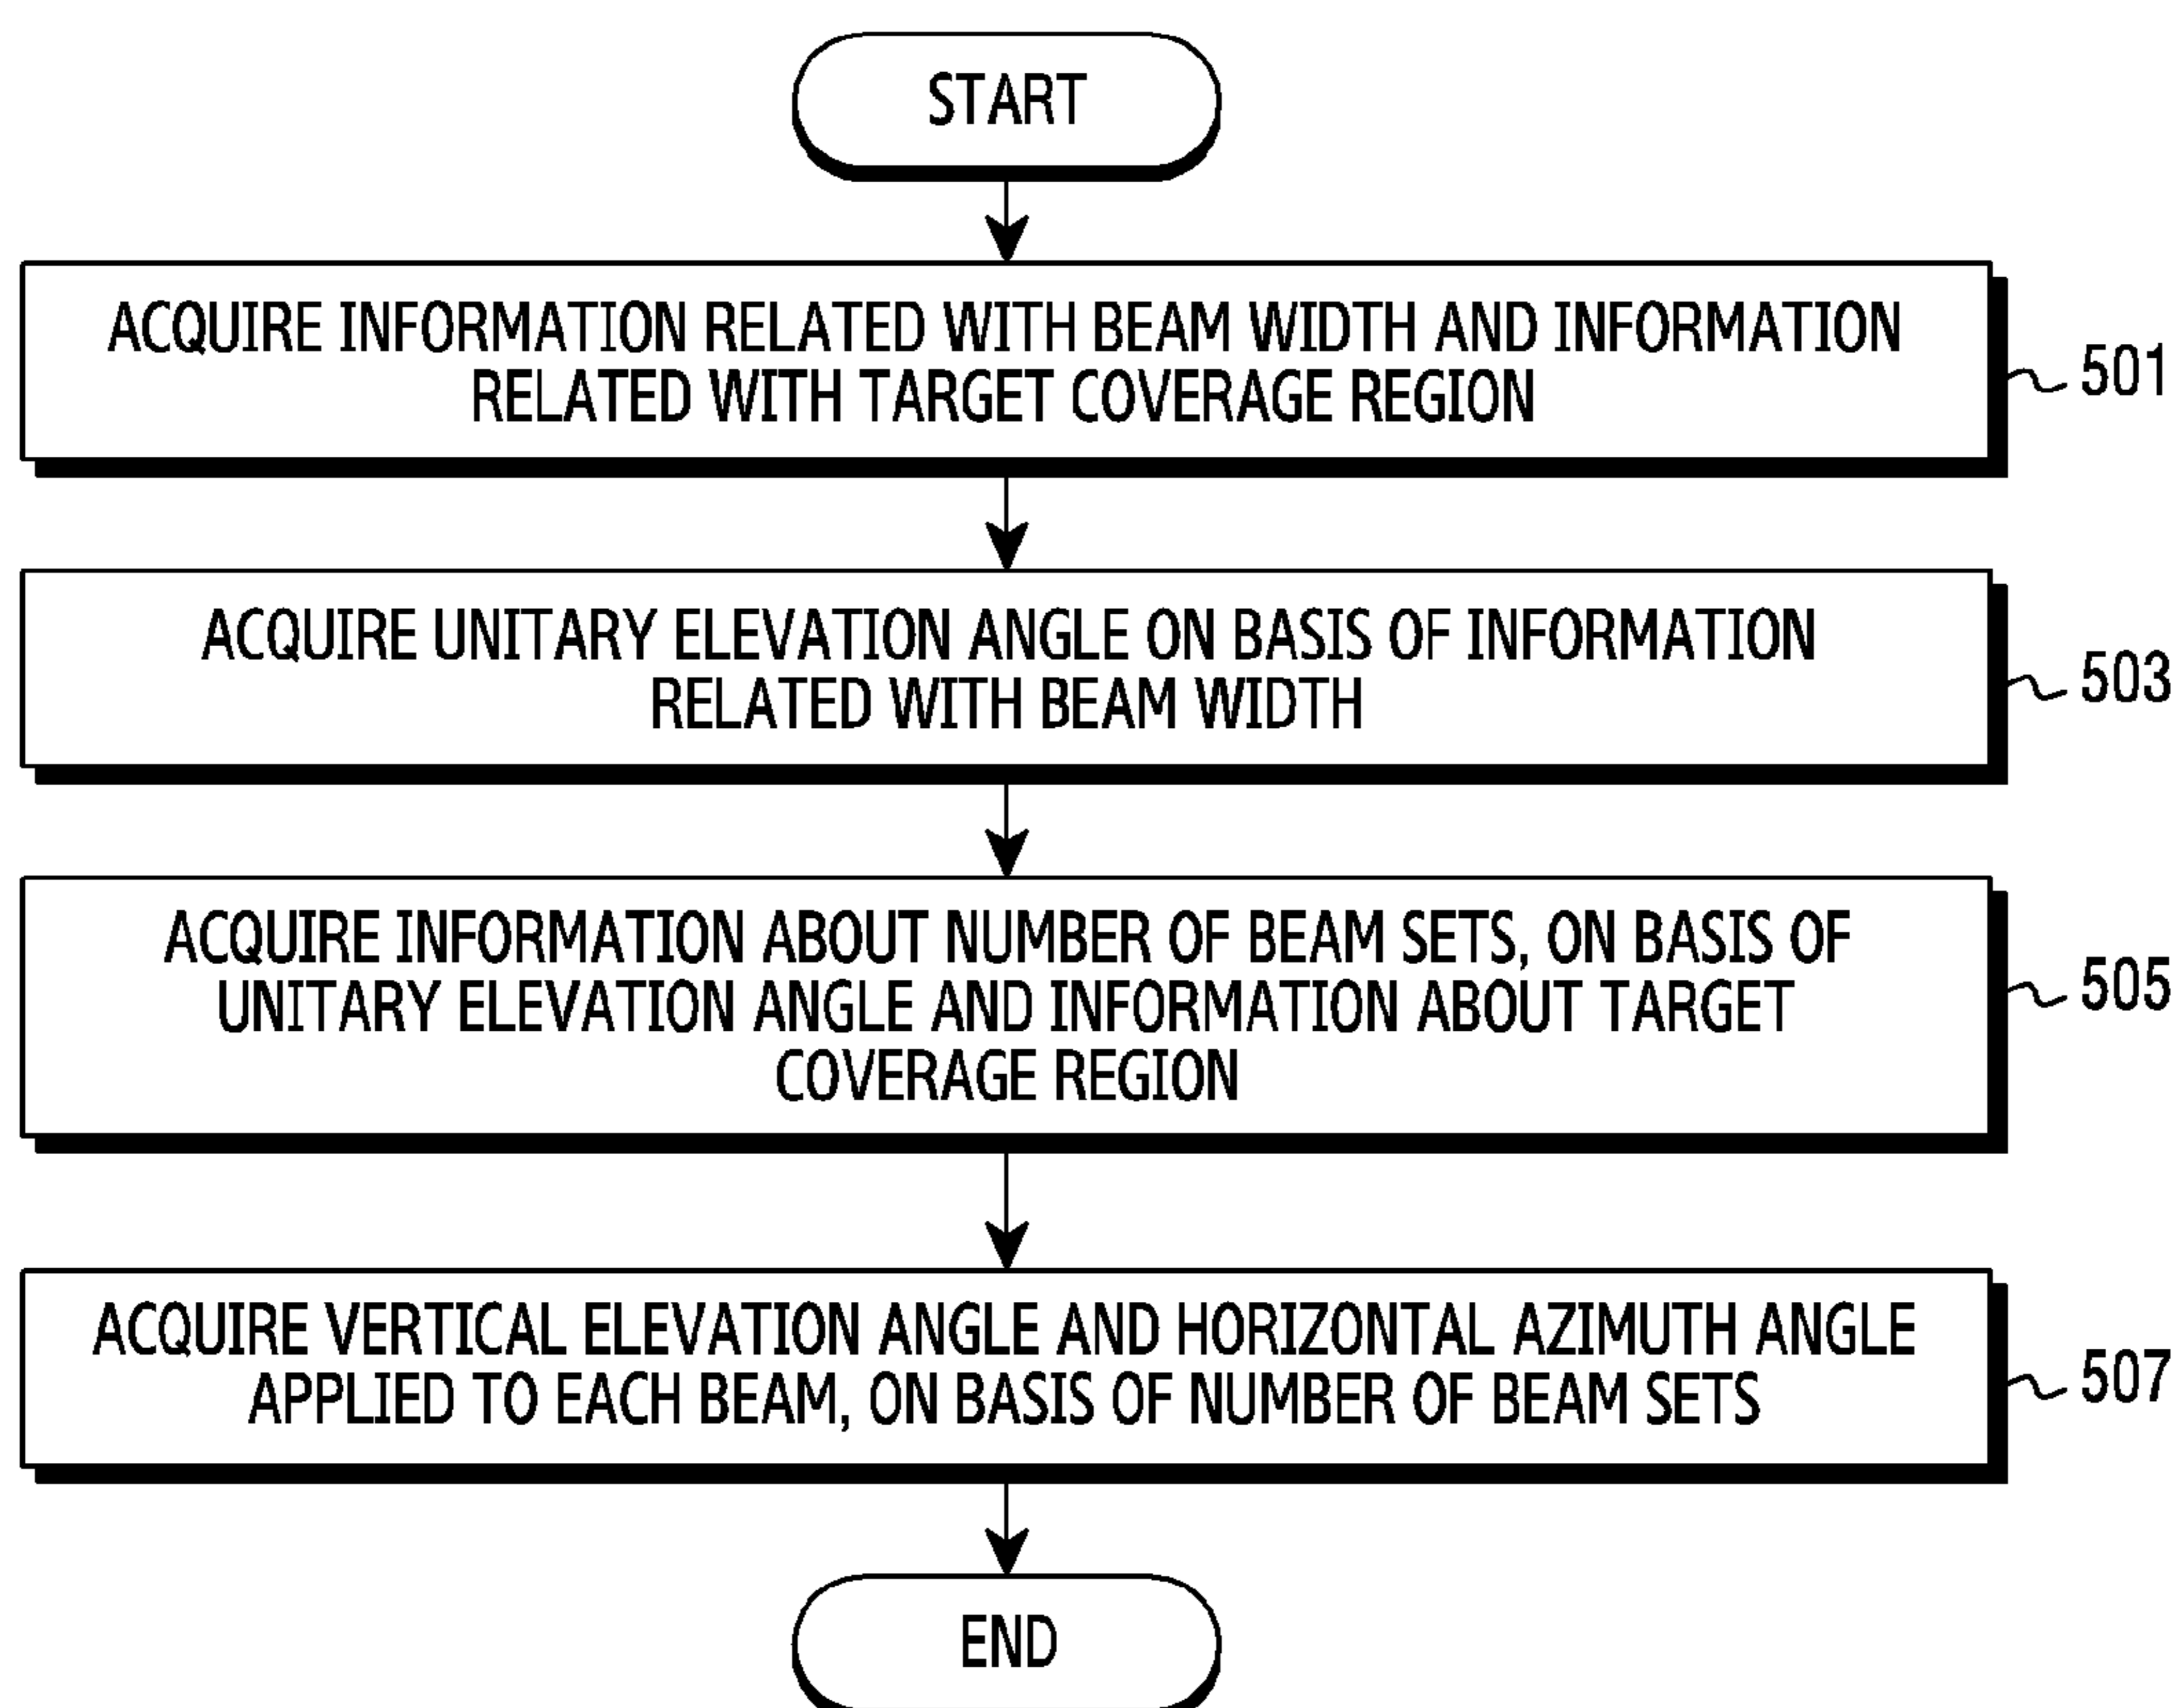 START
ACQUIRE INFORMATION RELATED WITH BEAM WIDTH AND INFORMATION
RELATED WITH TARGET COVERAGE REGION
501
ACQUIRE UNITARY ELEVATION ANGLE ON BASIS OF INFORMATION
RELATED WITH BEAM WIDTH
503
ACQUIRE INFORMATION ABOUT NUMBER OF BEAM SETS, ON BASIS OF
UNITARY ELEVATION ANGLE AND INFORMATION ABOUT TARGET
COVERAGE REGION
505
ACQUIRE VERTICAL ELEVATION ANGLE AND HORIZONTAL AZIMUTH ANGLE
APPLIED TO EACH BEAM, ON BASIS OF NUMBER OF BEAM SETS
507
END